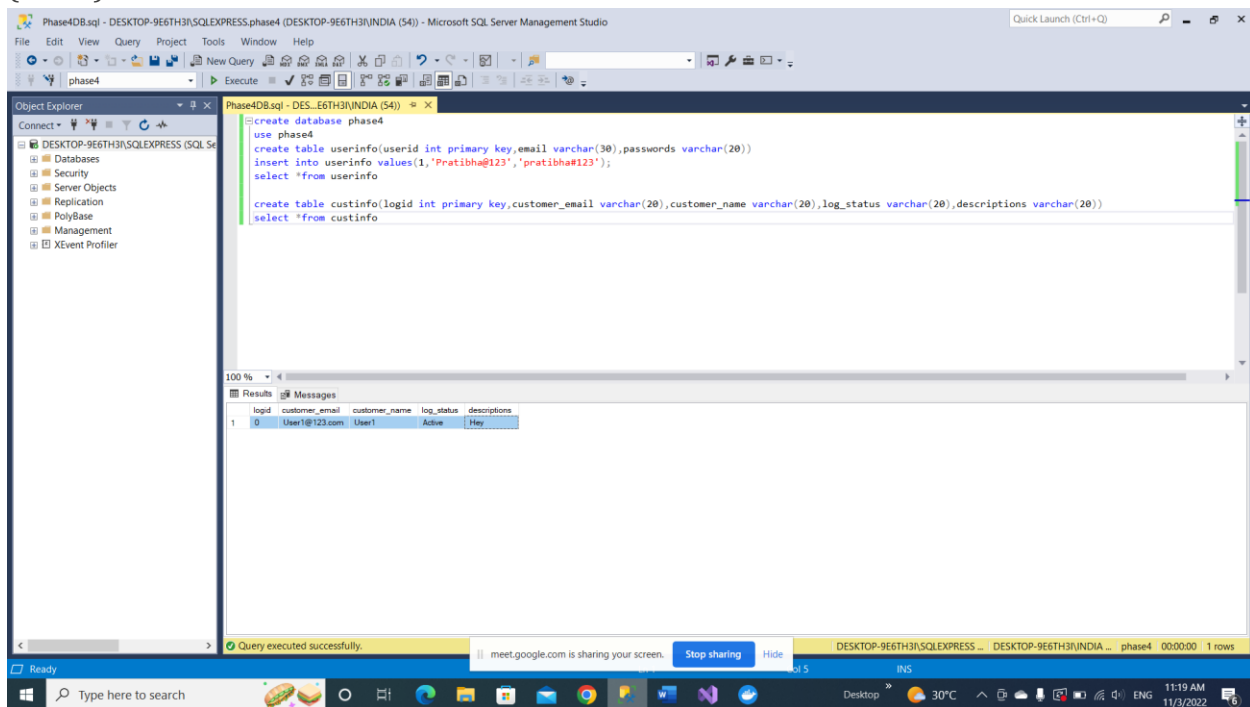 Phase4DB.sql - DESKTOP-9E6TH3I\SQLEXPRESS.phase4 (DESKTOP-9E6TH3I\INDIA (54)) - Microsoft SQL Server Management Studio
Quick Launch (Ctrl+Q)
File Edit View Query Project Tools Window Help
New Query
phase4
Execute
Object Explorer
Phase4DB.sql - DES...E6TH3I\INDIA (54))
Connect
DESKTOP-9E6TH3I\SQLEXPRESS (SQL Se
Databases
Security
Server Objects
Replication
PolyBase
Management
XEvent Profiler
create database phase4
use phase4
create table userinfo(userid int primary key,email varchar(30),passwords varchar(20))
insert into userinfo values(1,'Pratibha@123','pratibha#123');
select *from userinfo
create table custinfo(logid int primary key,customer_email varchar(20),customer_name varchar(20),log_status varchar(20),descriptions varchar(20))
select *from custinfo
100 %
Results Messages
logid customer_email customer_name log_status descriptions
1 0 User1@123.com User1 Active Hey
Query executed successfully.
DESKTOP-9E6TH3I\SQLEXPRESS ... DESKTOP-9E6TH3I\INDIA ... phase4 00:00:00 1 rows
meet.google.com is sharing your screen. Stop sharing Hide
Ready
ol 5
INS
Type here to search
Desktop
30°C
ENG
11:19 AM
11/3/2022
6